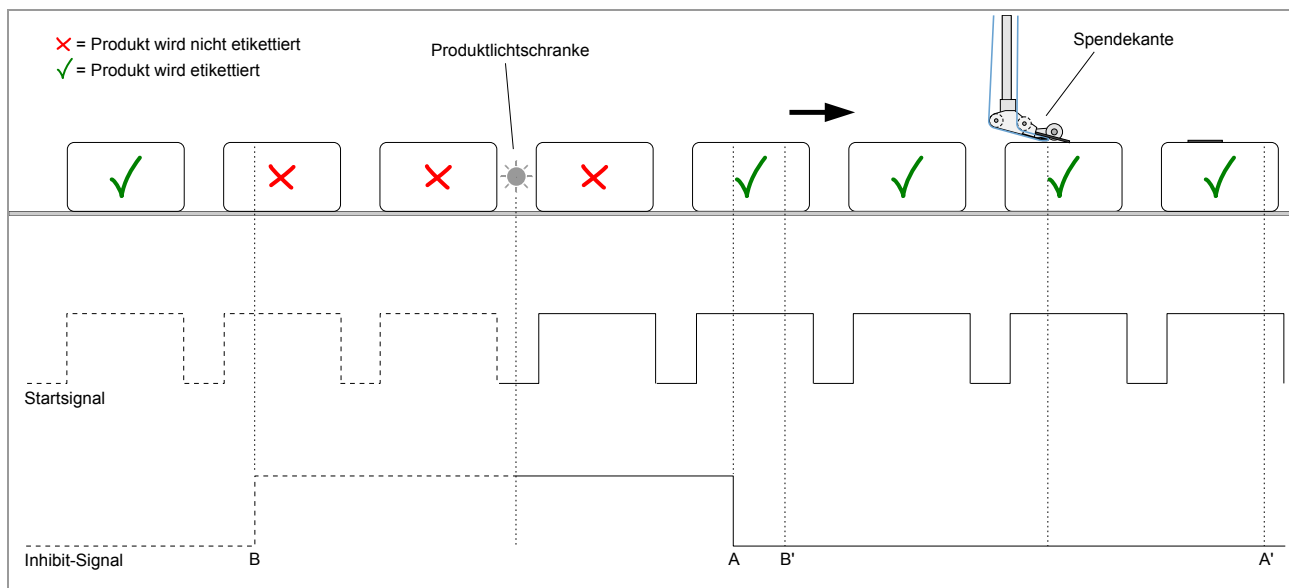 = Produkt wird nicht etikettiert
= Produkt wird etikettiert
Produktlichtschranke
Spendekante
Startsignal
Inhibit-Signal
B
A
B'
A'